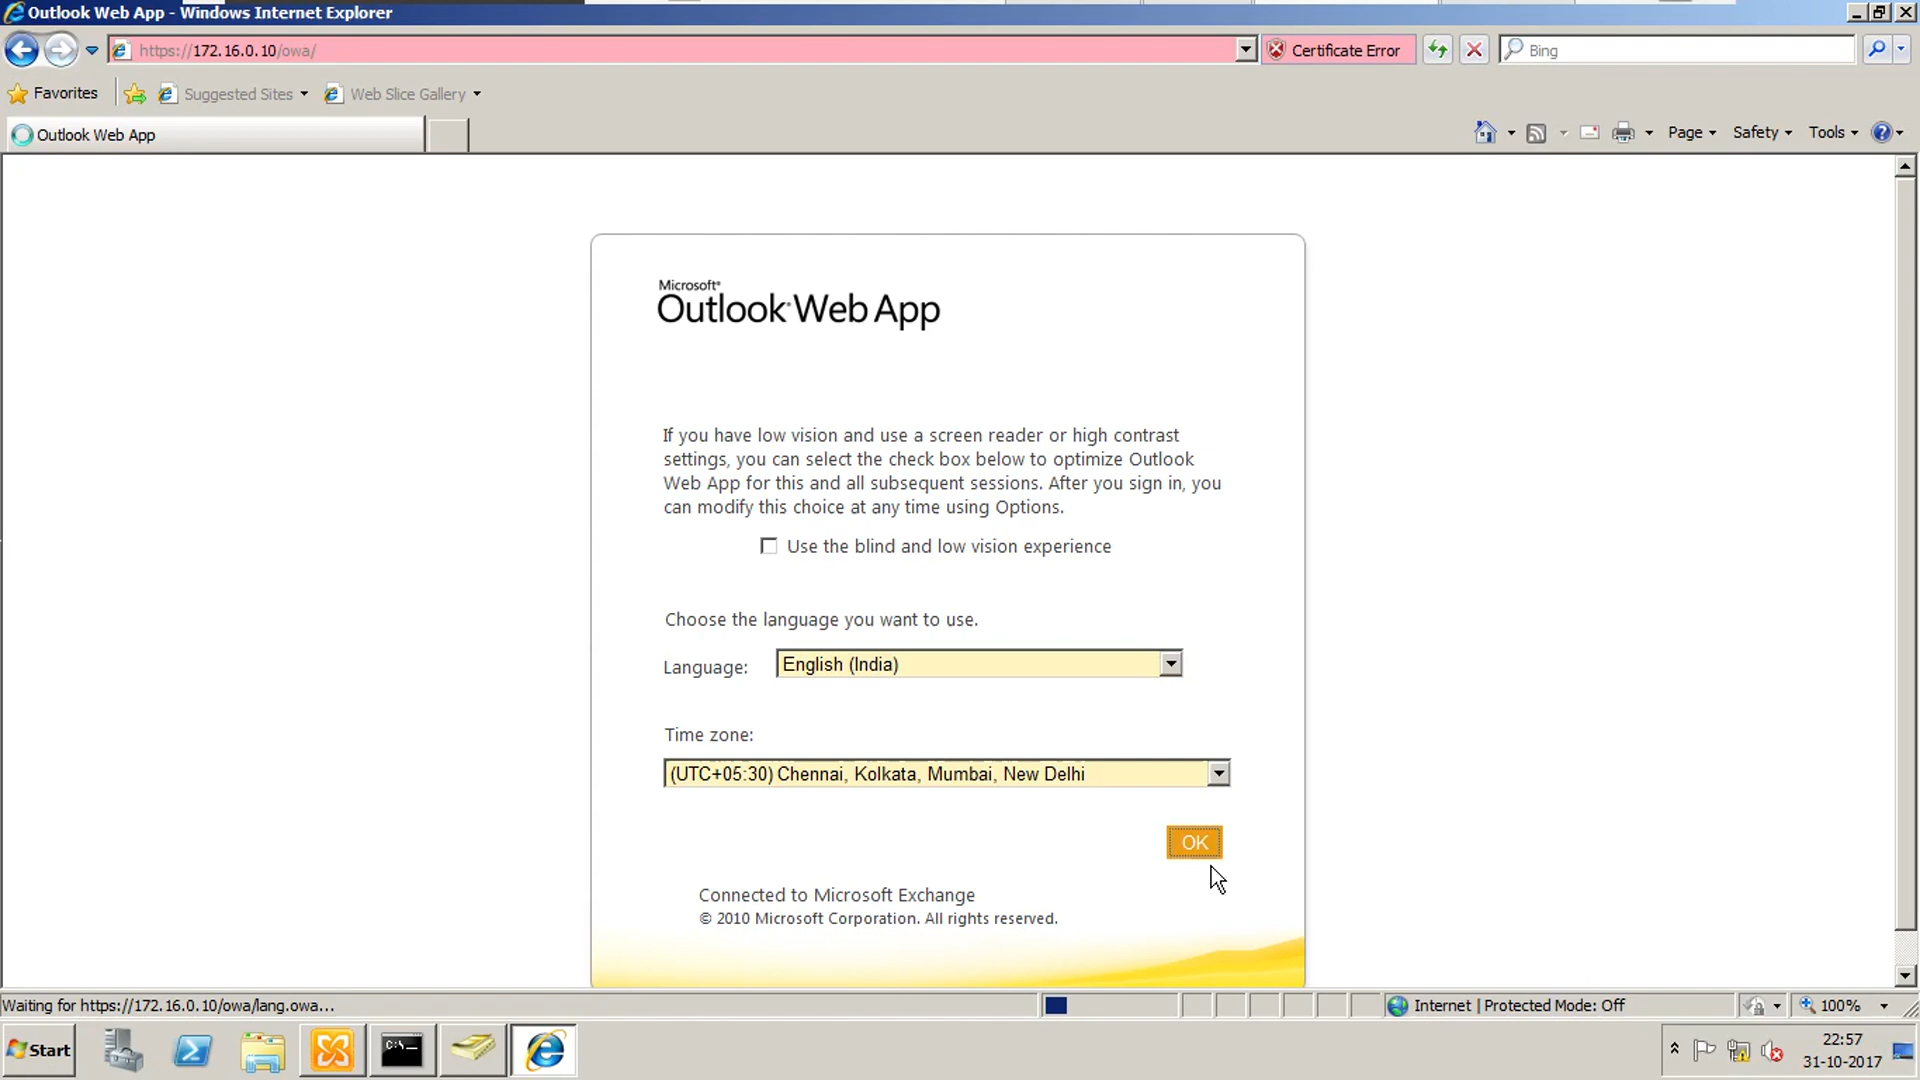 Outlook Web App - Windows Internet Explorer
https://172.16.0.10/owa/
Certificate Error
Bing
Favorites
Suggested Sites
Web Slice Gallery
Outlook Web App
Page
Safety
Tools
Microsoft®
Outlook Web App
If you have low vision and use a screen reader or high contrast
settings, you can select the check box below to optimize Outlook
Web App for this and all subsequent sessions. After you sign in, you
can modify this choice at any time using Options.
Use the blind and low vision experience
Choose the language you want to use.
Language:
English (India)
Time zone:
(UTC+05:30) Chennai, Kolkata, Mumbai, New Delhi
OK
Connected to Microsoft Exchange
© 2010 Microsoft Corporation. All rights reserved.
Waiting for https://172.16.0.10/owa/lang.owa...
Internet | Protected Mode: Off
100%
Start
C:\
22:57
31-10-2017